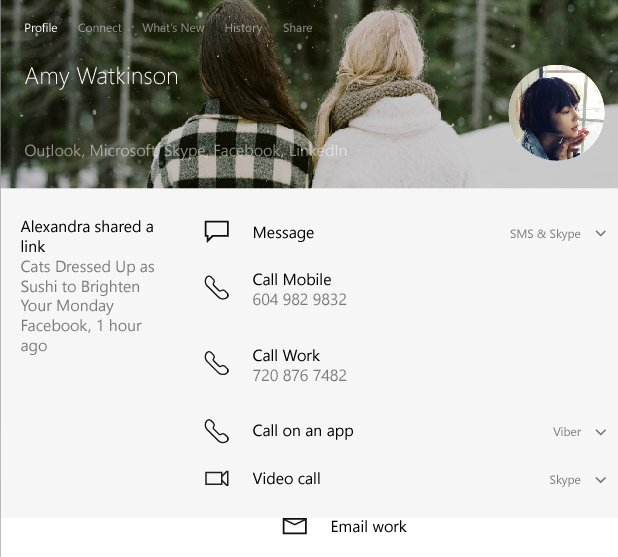 Profile Connect What's New History Share
Amy Watkinson
Outlook, Microsoft, Skype, Facebook, LinkedIn
Alexandra shared a
link
Cats Dressed Up as
Sushi to Brighten
Your Monday
Facebook, 1 hour
ago
Message SMS & Skype
Call Mobile
604 982 9832
Call Work
720 876 7482
Call on an app Viber
Video call Skype
Email work